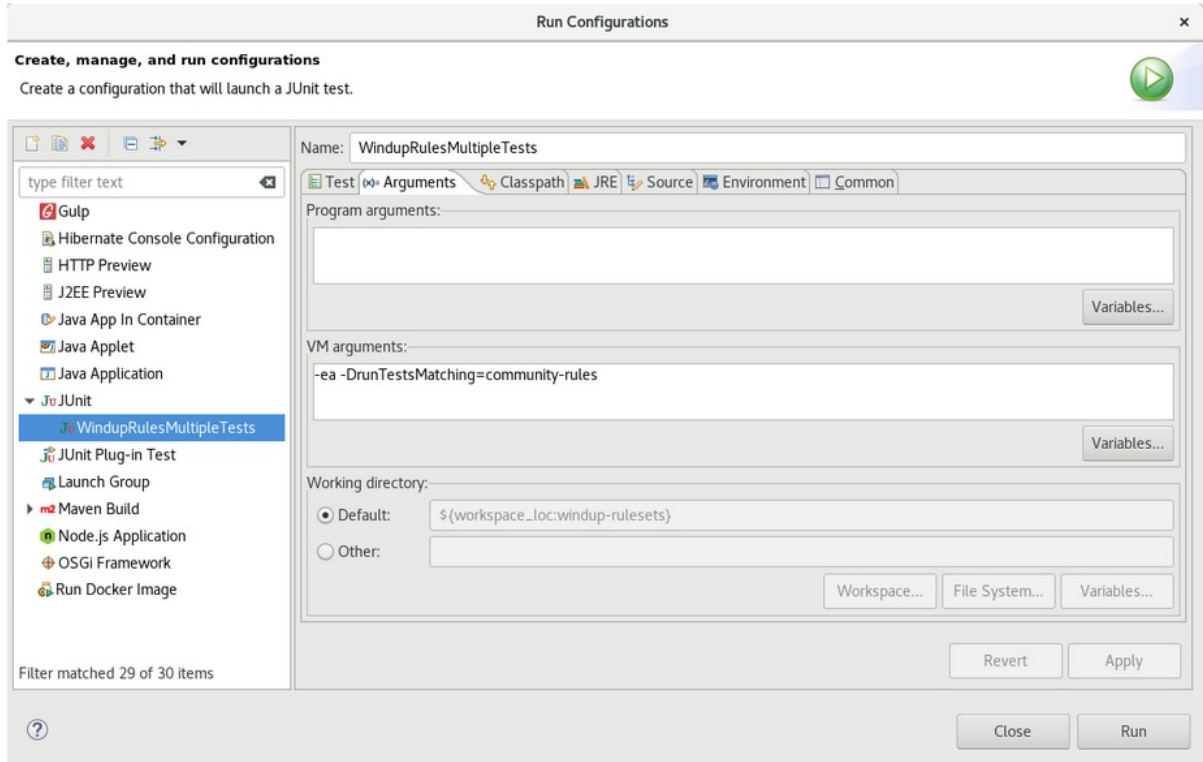 Run Configurations
Create, manage, and run configurations
Create a configuration that will launch a JUnit test.
type filter text
Gulp
Hibernate Console Configuration
HTTP Preview
J2EE Preview
Java App In Container
Java Applet
Java Application
JUnit
WindupRulesMultipleTests
JUnit Plug-in Test
Launch Group
Maven Build
Node.js Application
OSGi Framework
Run Docker Image
Filter matched 29 of 30 items
Name: WindupRulesMultipleTests
Test (x)= Arguments Classpath JRE Source Environment Common
Program arguments:
Variables...
VM arguments:
-ea -DrunTestsMatching=community-rules
Variables...
Working directory:
Default: ${workspace_loc:windup-rulesets}
Other:
Workspace... File System... Variables...
Revert Apply
Close Run